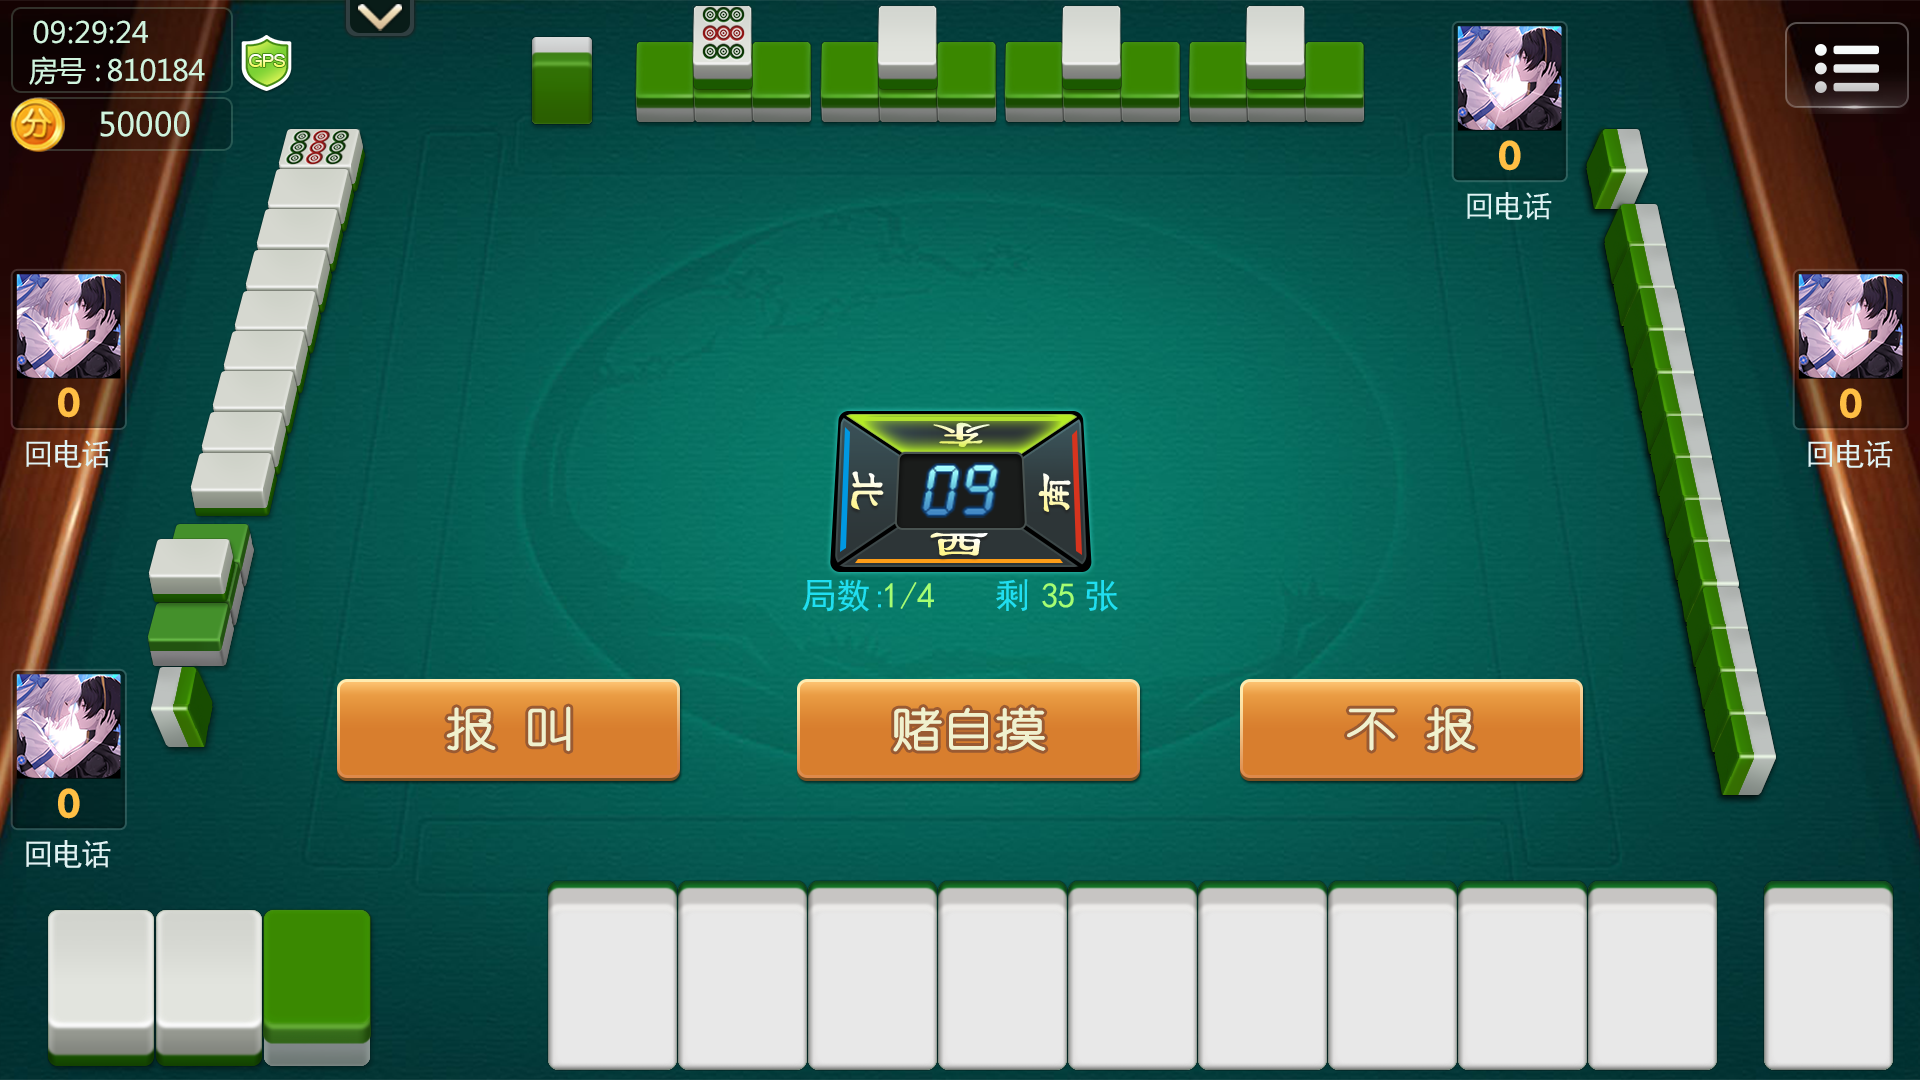 09:29:24
房号:810184
GPS
分 50000
0
回电话
0
回电话
0
回电话
东
北
09
南
西
局数:1/4 剩 35 张
报 叫
赌自摸
不 报
0
回电话